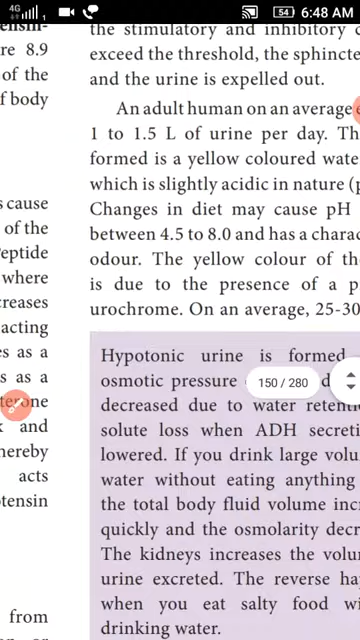 4G
54
6:48 AM
re 8.9
of the
f body
s cause
of the
Peptide
where
creases
acting
es as a
s as a
and
hereby
acts
otensin
from
the stimulatory and inhibitory
exceed the threshold, the sphincte
and the urine is expelled out.
An adult human on an average
1 to 1.5 L of urine per day. Th
formed is a yellow coloured wate
which is slightly acidic in nature (p
Changes in diet may cause pH
between 4.5 to 8.0 and has a charac
odour. The yellow colour of the
is due to the presence of a p
urochrome. On an average, 25-30
Hypotonic urine is formed
osmotic pressure
150 / 280
decreased due to water retenti
solute loss when ADH secreti
lowered. If you drink large volu
water without eating anything
the total body fluid volume inc
quickly and the osmolarity decr
The kidneys increases the volu
urine excreted. The reverse ha
when you eat salty food wi
drinking water.